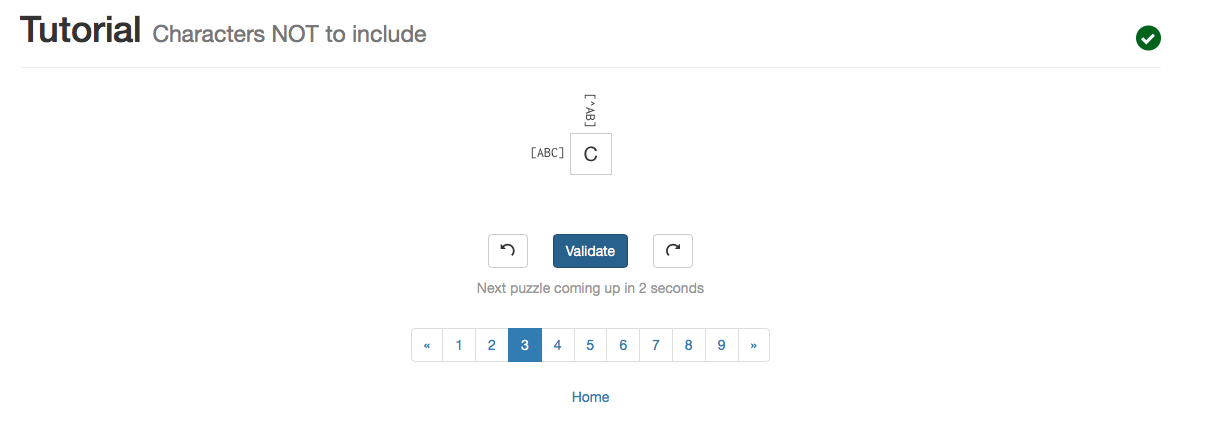 Tutorial Characters NOT to include
[^AB]
[ABC] C
Validate
Next puzzle coming up in 2 seconds
« 1 2 3 4 5 6 7 8 9 »
Home